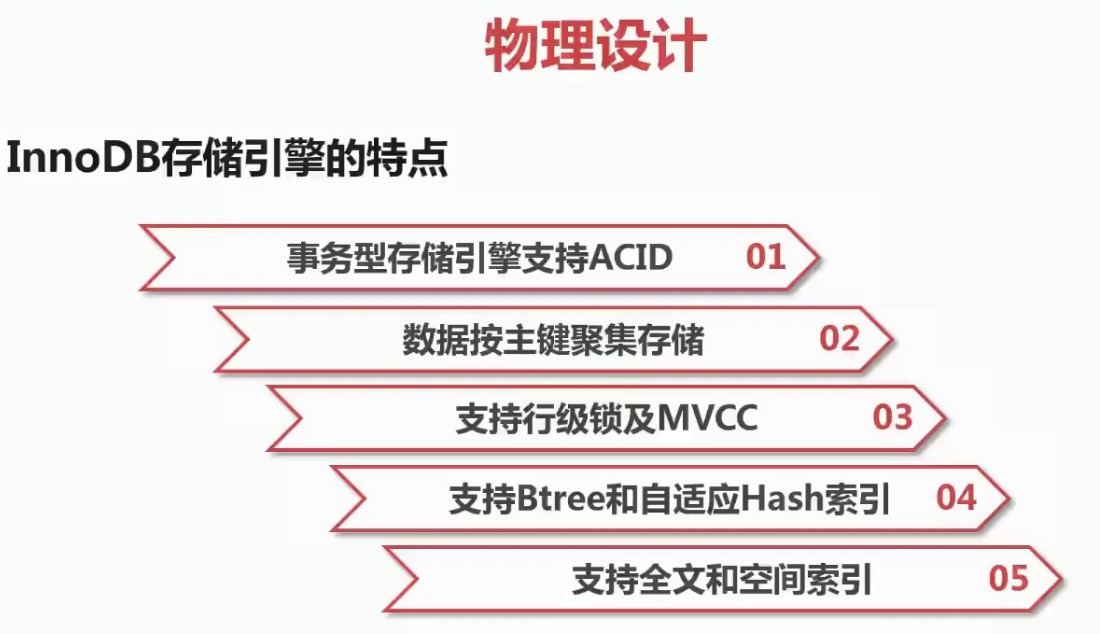 物理设计
InnoDB存储引擎的特点
事务型存储引擎支持ACID 01
数据按主键聚集存储 02
支持行级锁及MVCC 03
支持Btree和自适应Hash索引 04
支持全文和空间索引 05